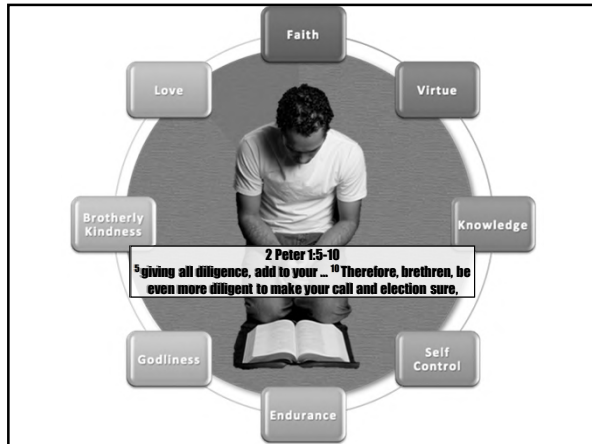 Faith
Love
Virtue
Brotherly
Kindness
Knowledge
2 Peter 1:5-10
5 giving all diligence, add to your ... 10 Therefore, brethren, be
even more diligent to make your call and election sure,
Godliness
Self
Control
Endurance